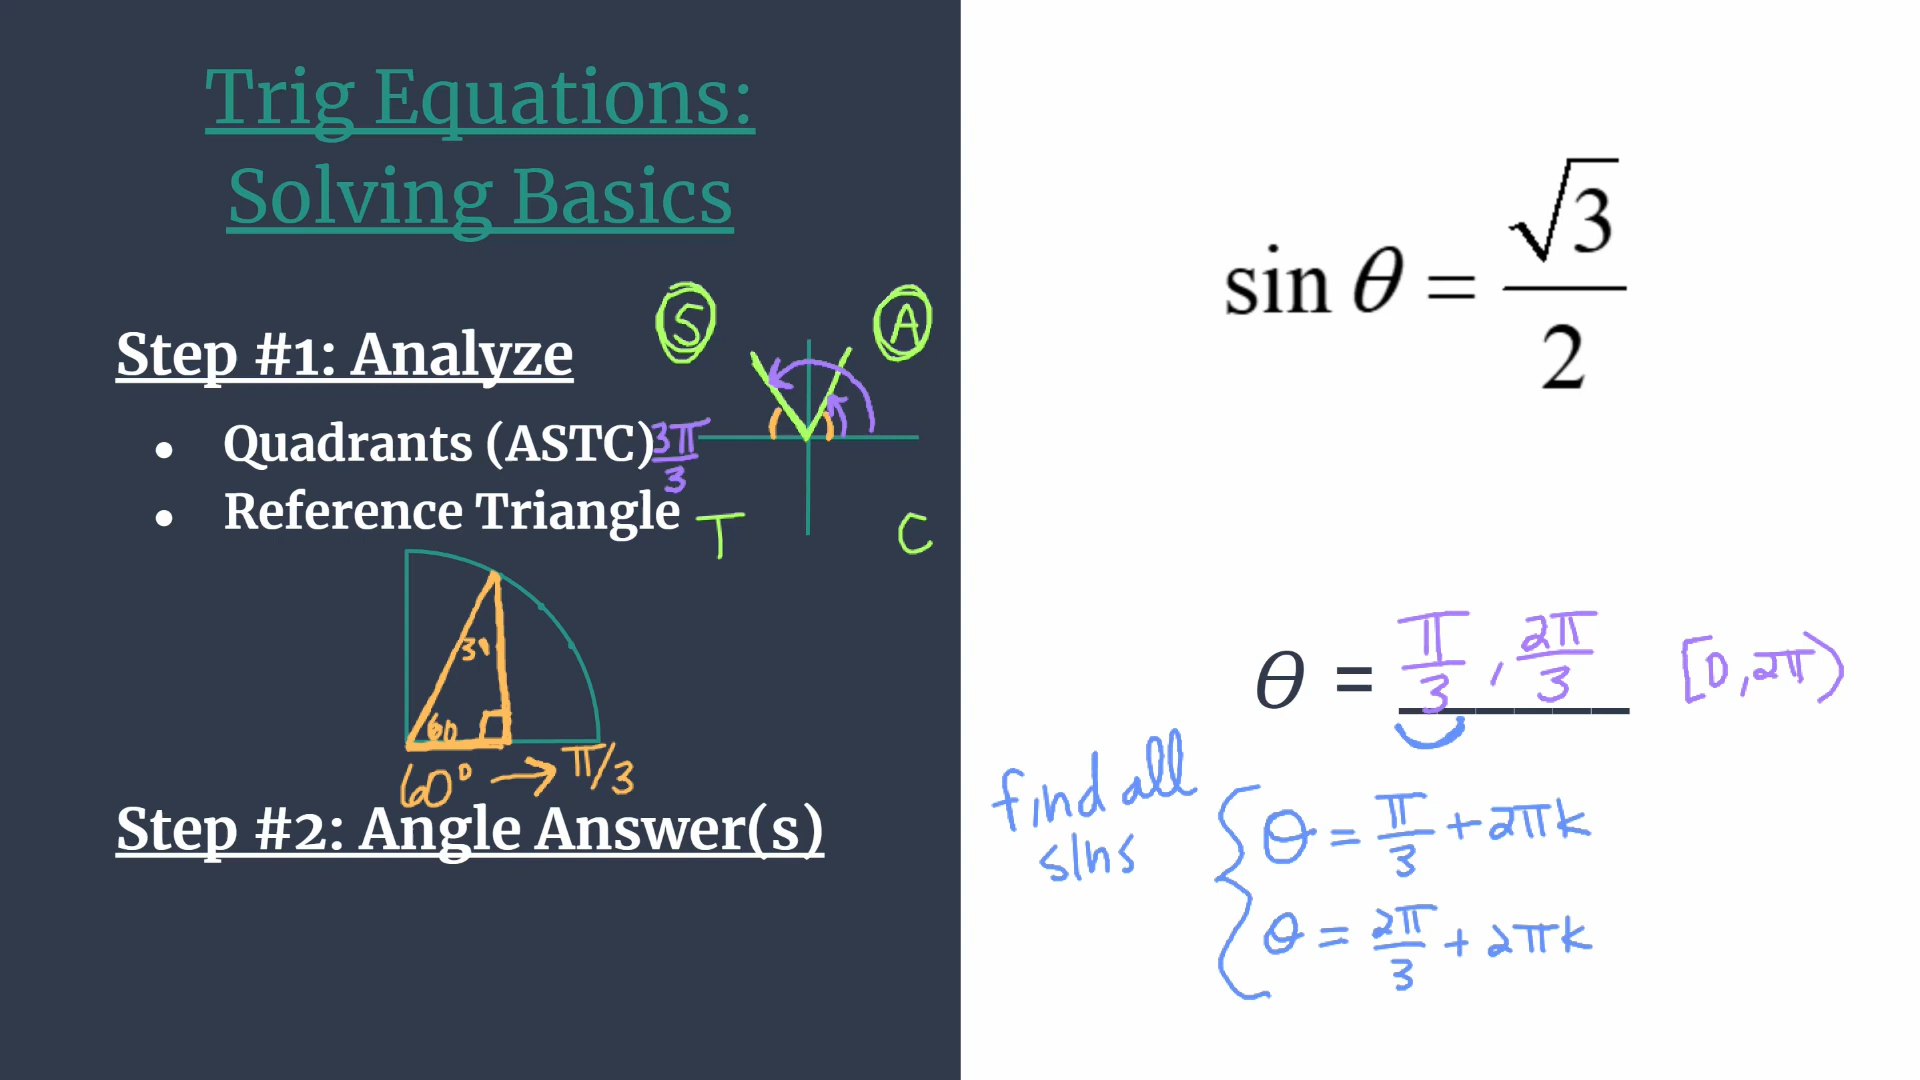 Trig Equations:
Solving Basics
Step #1: Analyze
S
A
• Quadrants (ASTC)
3π/3
• Reference Triangle
T
C
60
60° → π/3
Step #2: Angle Answer(s)
sin θ = √3/2
θ = π/3, 2π/3 [0, 2π)
find all
slns
θ = π/3 + 2πk
θ = 2π/3 + 2πk